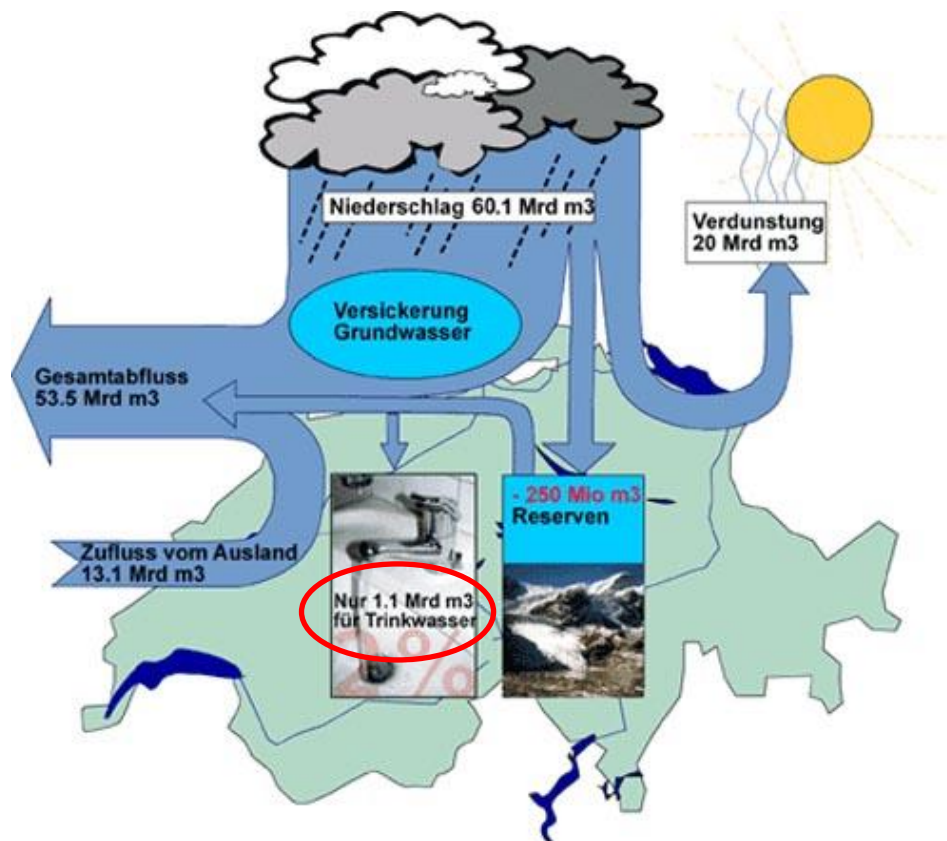 Niederschlag 60.1 Mrd m3
Verdunstung
20 Mrd m3
Versickerung
Grundwasser
Gesamtabfluss
53.5 Mrd m3
- 250 Mio m3
Reserven
Zufluss vom Ausland
13.1 Mrd m3
Nur 1.1 Mrd m3
für Trinkwasser
2%